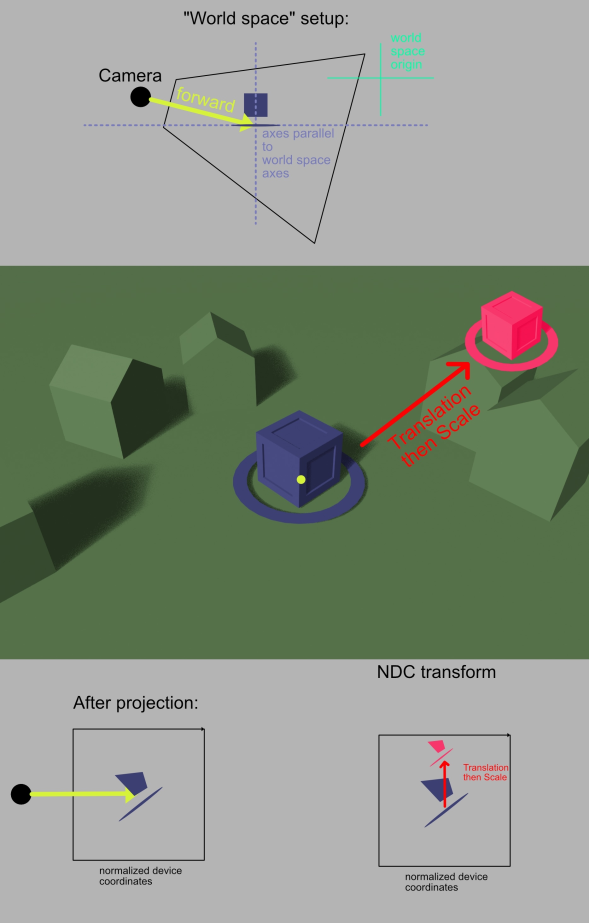 "World space" setup:
world
space
origin
Camera
forward
axes parallel
to
world space
axes
Translation
then Scale
NDC transform
After projection:
Translation
then Scale
normalized device
coordinates
normalized device
coordinates